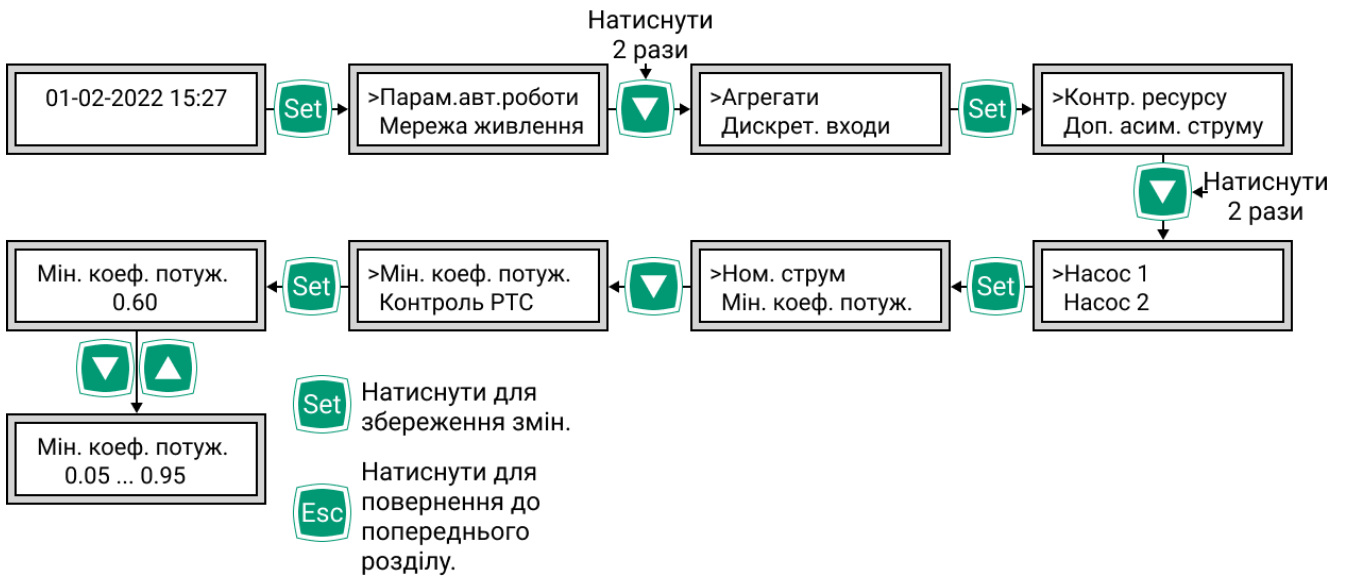 Натиснути
2 рази
01-02-2022 15:27
Set
>Парам.авт.роботи
Мережа живлення
>Агрегати
Дискрет. входи
Set
>Контр. ресурсу
Доп. асим. струму
Натиснути
2 рази
Мін. коеф. потуж.
0.60
Set
>Мін. коеф. потуж.
Контроль PTC
>Ном. струм
Мін. коеф. потуж.
Set
>Насос 1
Насос 2
Мін. коеф. потуж.
0.05 ... 0.95
Set
Натиснути для
збереження змін.
Esc
Натиснути для
повернення до
попереднього
розділу.